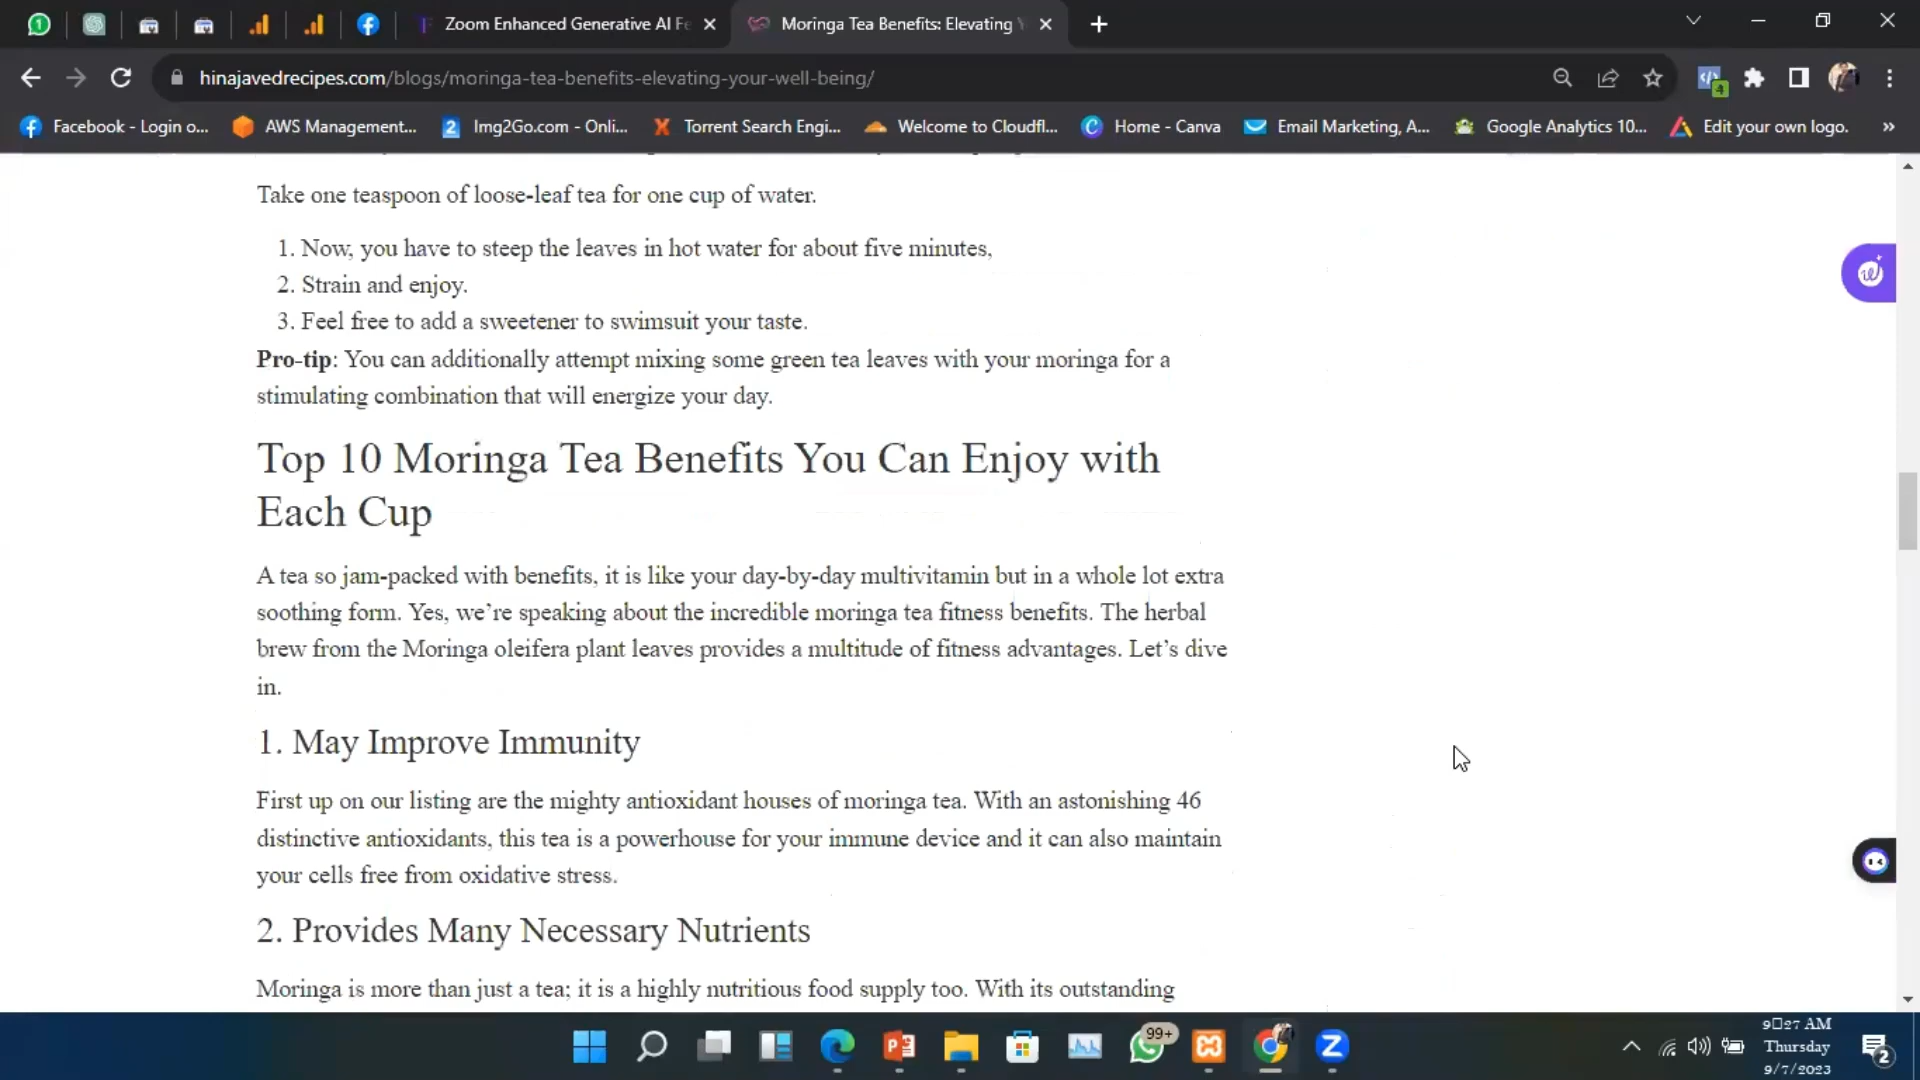 Zoom Enhanced Generative AI Fe
Moringa Tea Benefits: Elevating Y
hinajavedrecipes.com/blogs/moringa-tea-benefits-elevating-your-well-being/
4
Facebook - Login o...
AWS Management...
2
Img2Go.com - Onli...
Torrent Search Engi...
Welcome to Cloudfl...
Home - Canva
Email Marketing, A...
Google Analytics 10...
Edit your own logo.
»
Take one teaspoon of loose-leaf tea for one cup of water.
1. Now, you have to steep the leaves in hot water for about five minutes,
2. Strain and enjoy.
3. Feel free to add a sweetener to swimsuit your taste.
Pro-tip: You can additionally attempt mixing some green tea leaves with your moringa for a
stimulating combination that will energize your day.
Top 10 Moringa Tea Benefits You Can Enjoy with
Each Cup
A tea so jam-packed with benefits, it is like your day-by-day multivitamin but in a whole lot extra
soothing form. Yes, we’re speaking about the incredible moringa tea fitness benefits. The herbal
brew from the Moringa oleifera plant leaves provides a multitude of fitness advantages. Let’s dive
in.
1. May Improve Immunity
First up on our listing are the mighty antioxidant houses of moringa tea. With an astonishing 46
distinctive antioxidants, this tea is a powerhouse for your immune device and it can also maintain
your cells free from oxidative stress.
2. Provides Many Necessary Nutrients
Moringa is more than just a tea; it is a highly nutritious food supply too. With its outstanding
99+
9□27 AM
Thursday
9/7/2023
2